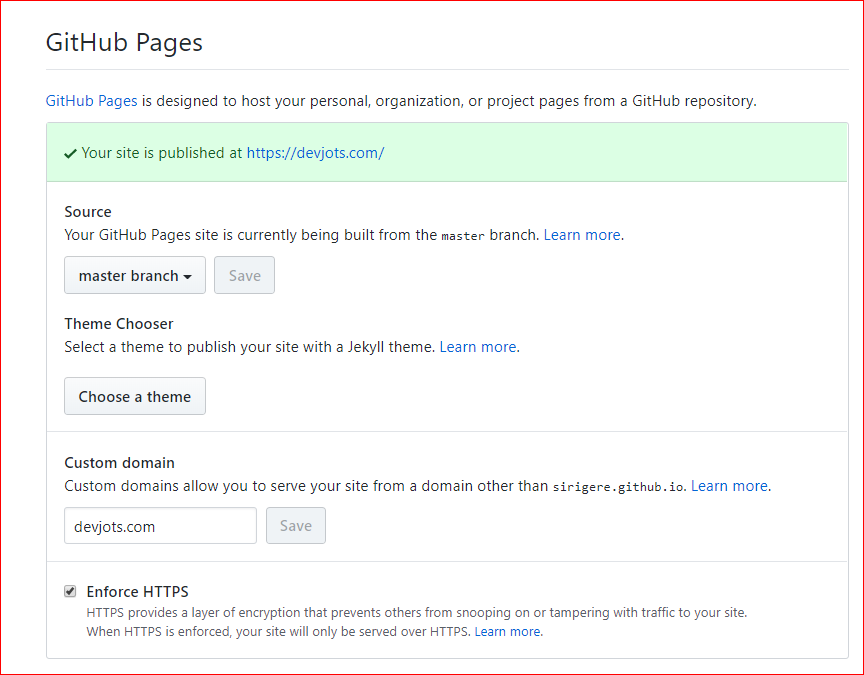 GitHub Pages
GitHub Pages is designed to host your personal, organization, or project pages from a GitHub repository.
Your site is published at https://devjots.com/
Source
Your GitHub Pages site is currently being built from the master branch. Learn more.
master branch Save
Theme Chooser
Select a theme to publish your site with a Jekyll theme. Learn more.
Choose a theme
Custom domain
Custom domains allow you to serve your site from a domain other than sirigere.github.io. Learn more.
devjots.com Save
Enforce HTTPS
HTTPS provides a layer of encryption that prevents others from snooping on or tampering with traffic to your site.
When HTTPS is enforced, your site will only be served over HTTPS. Learn more.